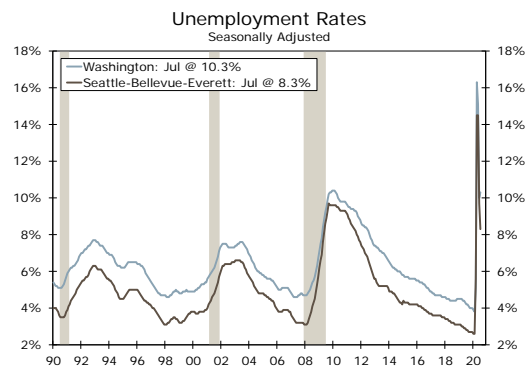 Unemployment Rates
Seasonally Adjusted
18% 18%
Washington: Jul @ 10.3%
Seattle-Bellevue-Everett: Jul @ 8.3%
16% 16%
14% 14%
12% 12%
10% 10%
8% 8%
6% 6%
4% 4%
2% 2%
90 92 94 96 98 00 02 04 06 08 10 12 14 16 18 20